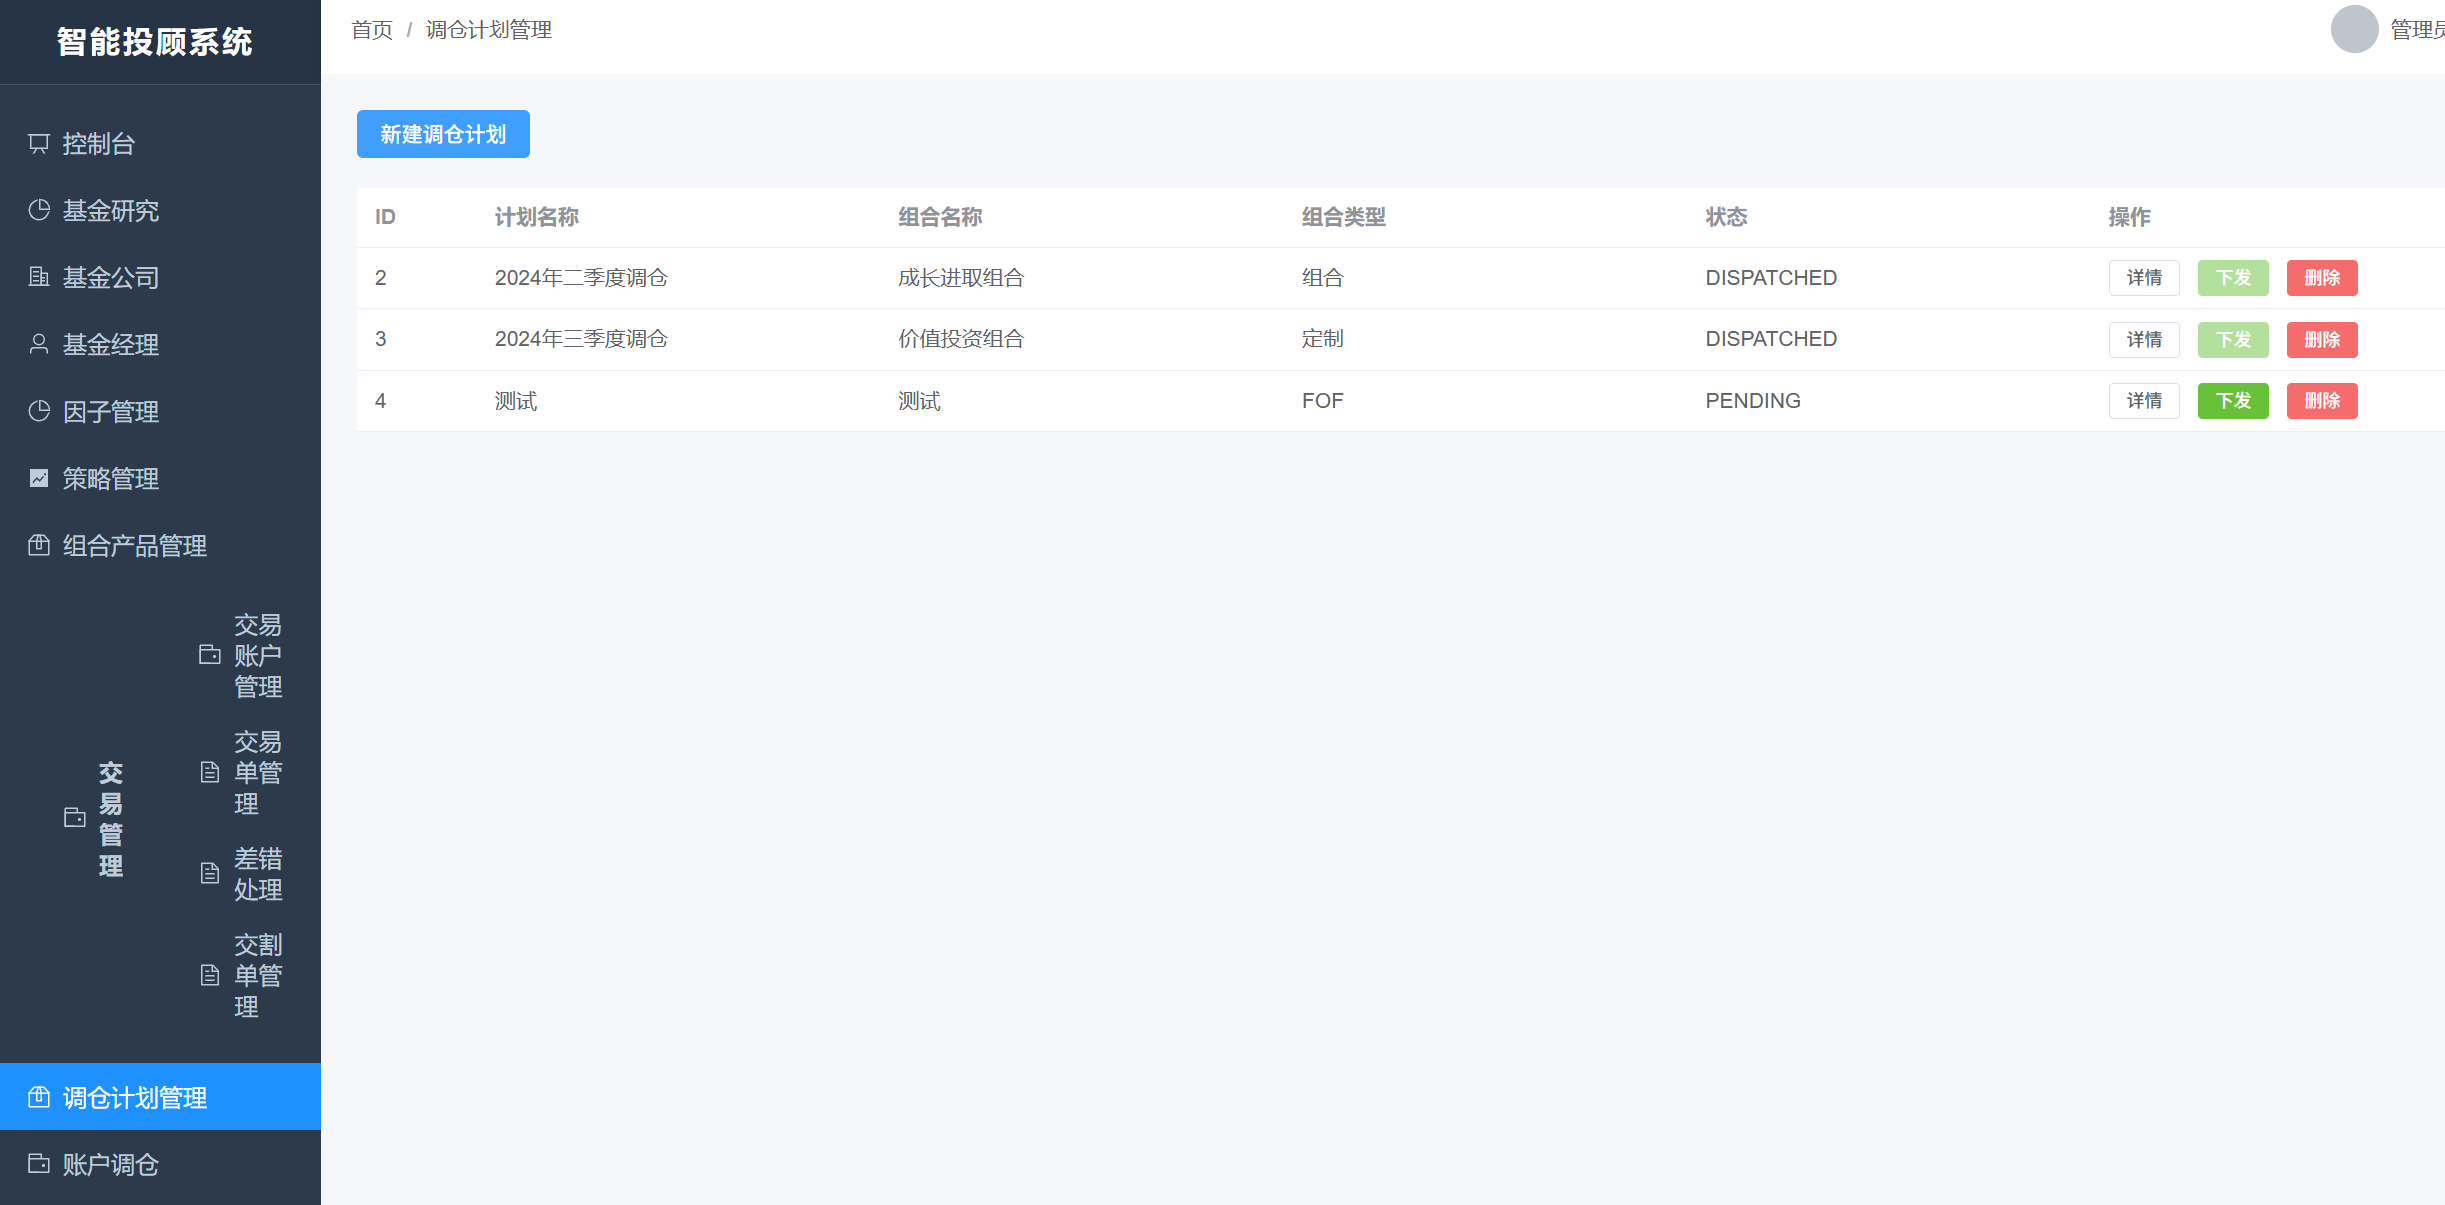 智能投顾系统
首页 / 调仓计划管理
管理员
控制台
基金研究
基金公司
基金经理
因子管理
策略管理
组合产品管理
交易管理
交易
账户
管理
交易
单管
理
差错
处理
交割
单管
理
调仓计划管理
账户调仓
新建调仓计划
ID 计划名称 组合名称 组合类型 状态 操作
2 2024年二季度调仓 成长进取组合 组合 DISPATCHED 详情 下发 删除
3 2024年三季度调仓 价值投资组合 定制 DISPATCHED 详情 下发 删除
4 测试 测试 FOF PENDING 详情 下发 删除